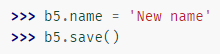 >>> b5.name = 'New name'
>>> b5.save()